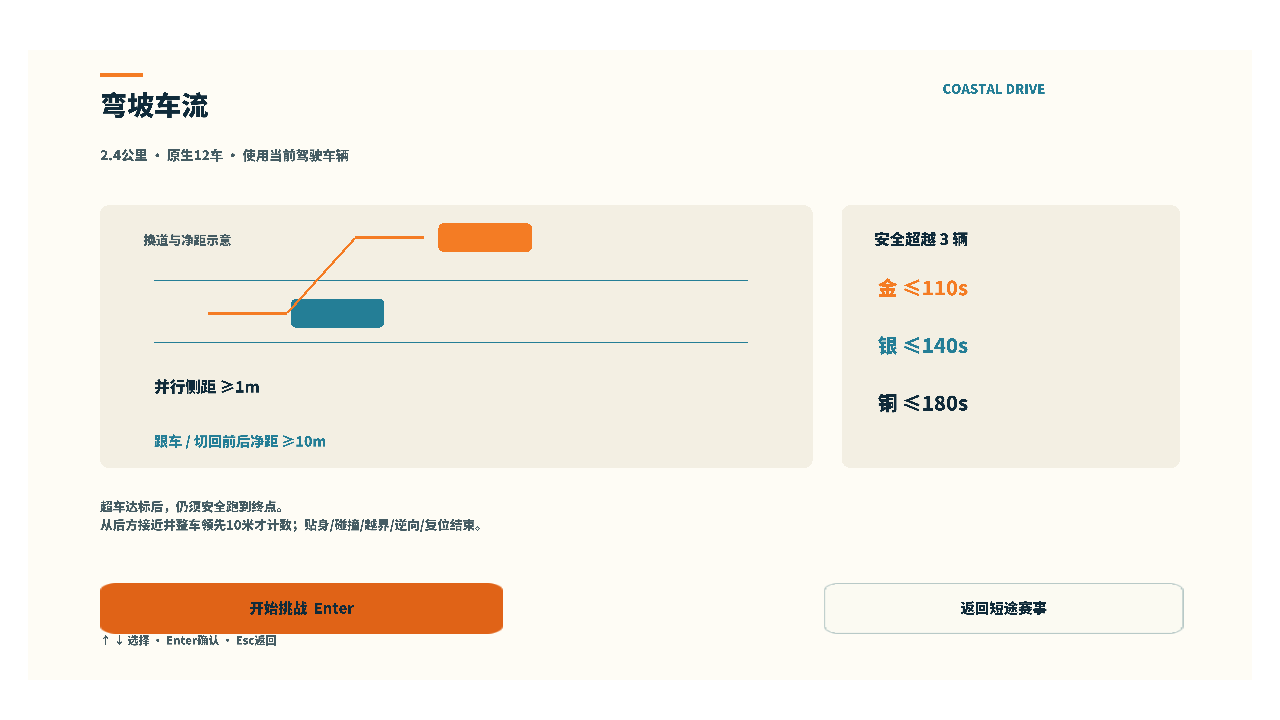 弯坡车流
COASTAL DRIVE
2.4公里 • 原生12车 • 使用当前驾驶车辆
换道与净距示意
并行侧距 ≥1m
跟车 / 切回前后净距 ≥10m
安全超越 3 辆
金 ≤110s
银 ≤140s
铜 ≤180s
超车达标后，仍须安全跑到终点。
从后方接近并整车领先10米才计数；贴身/碰撞/越界/逆向/复位结束。
开始挑战 Enter
返回短途赛事
↑ ↓ 选择 • Enter确认 • Esc返回